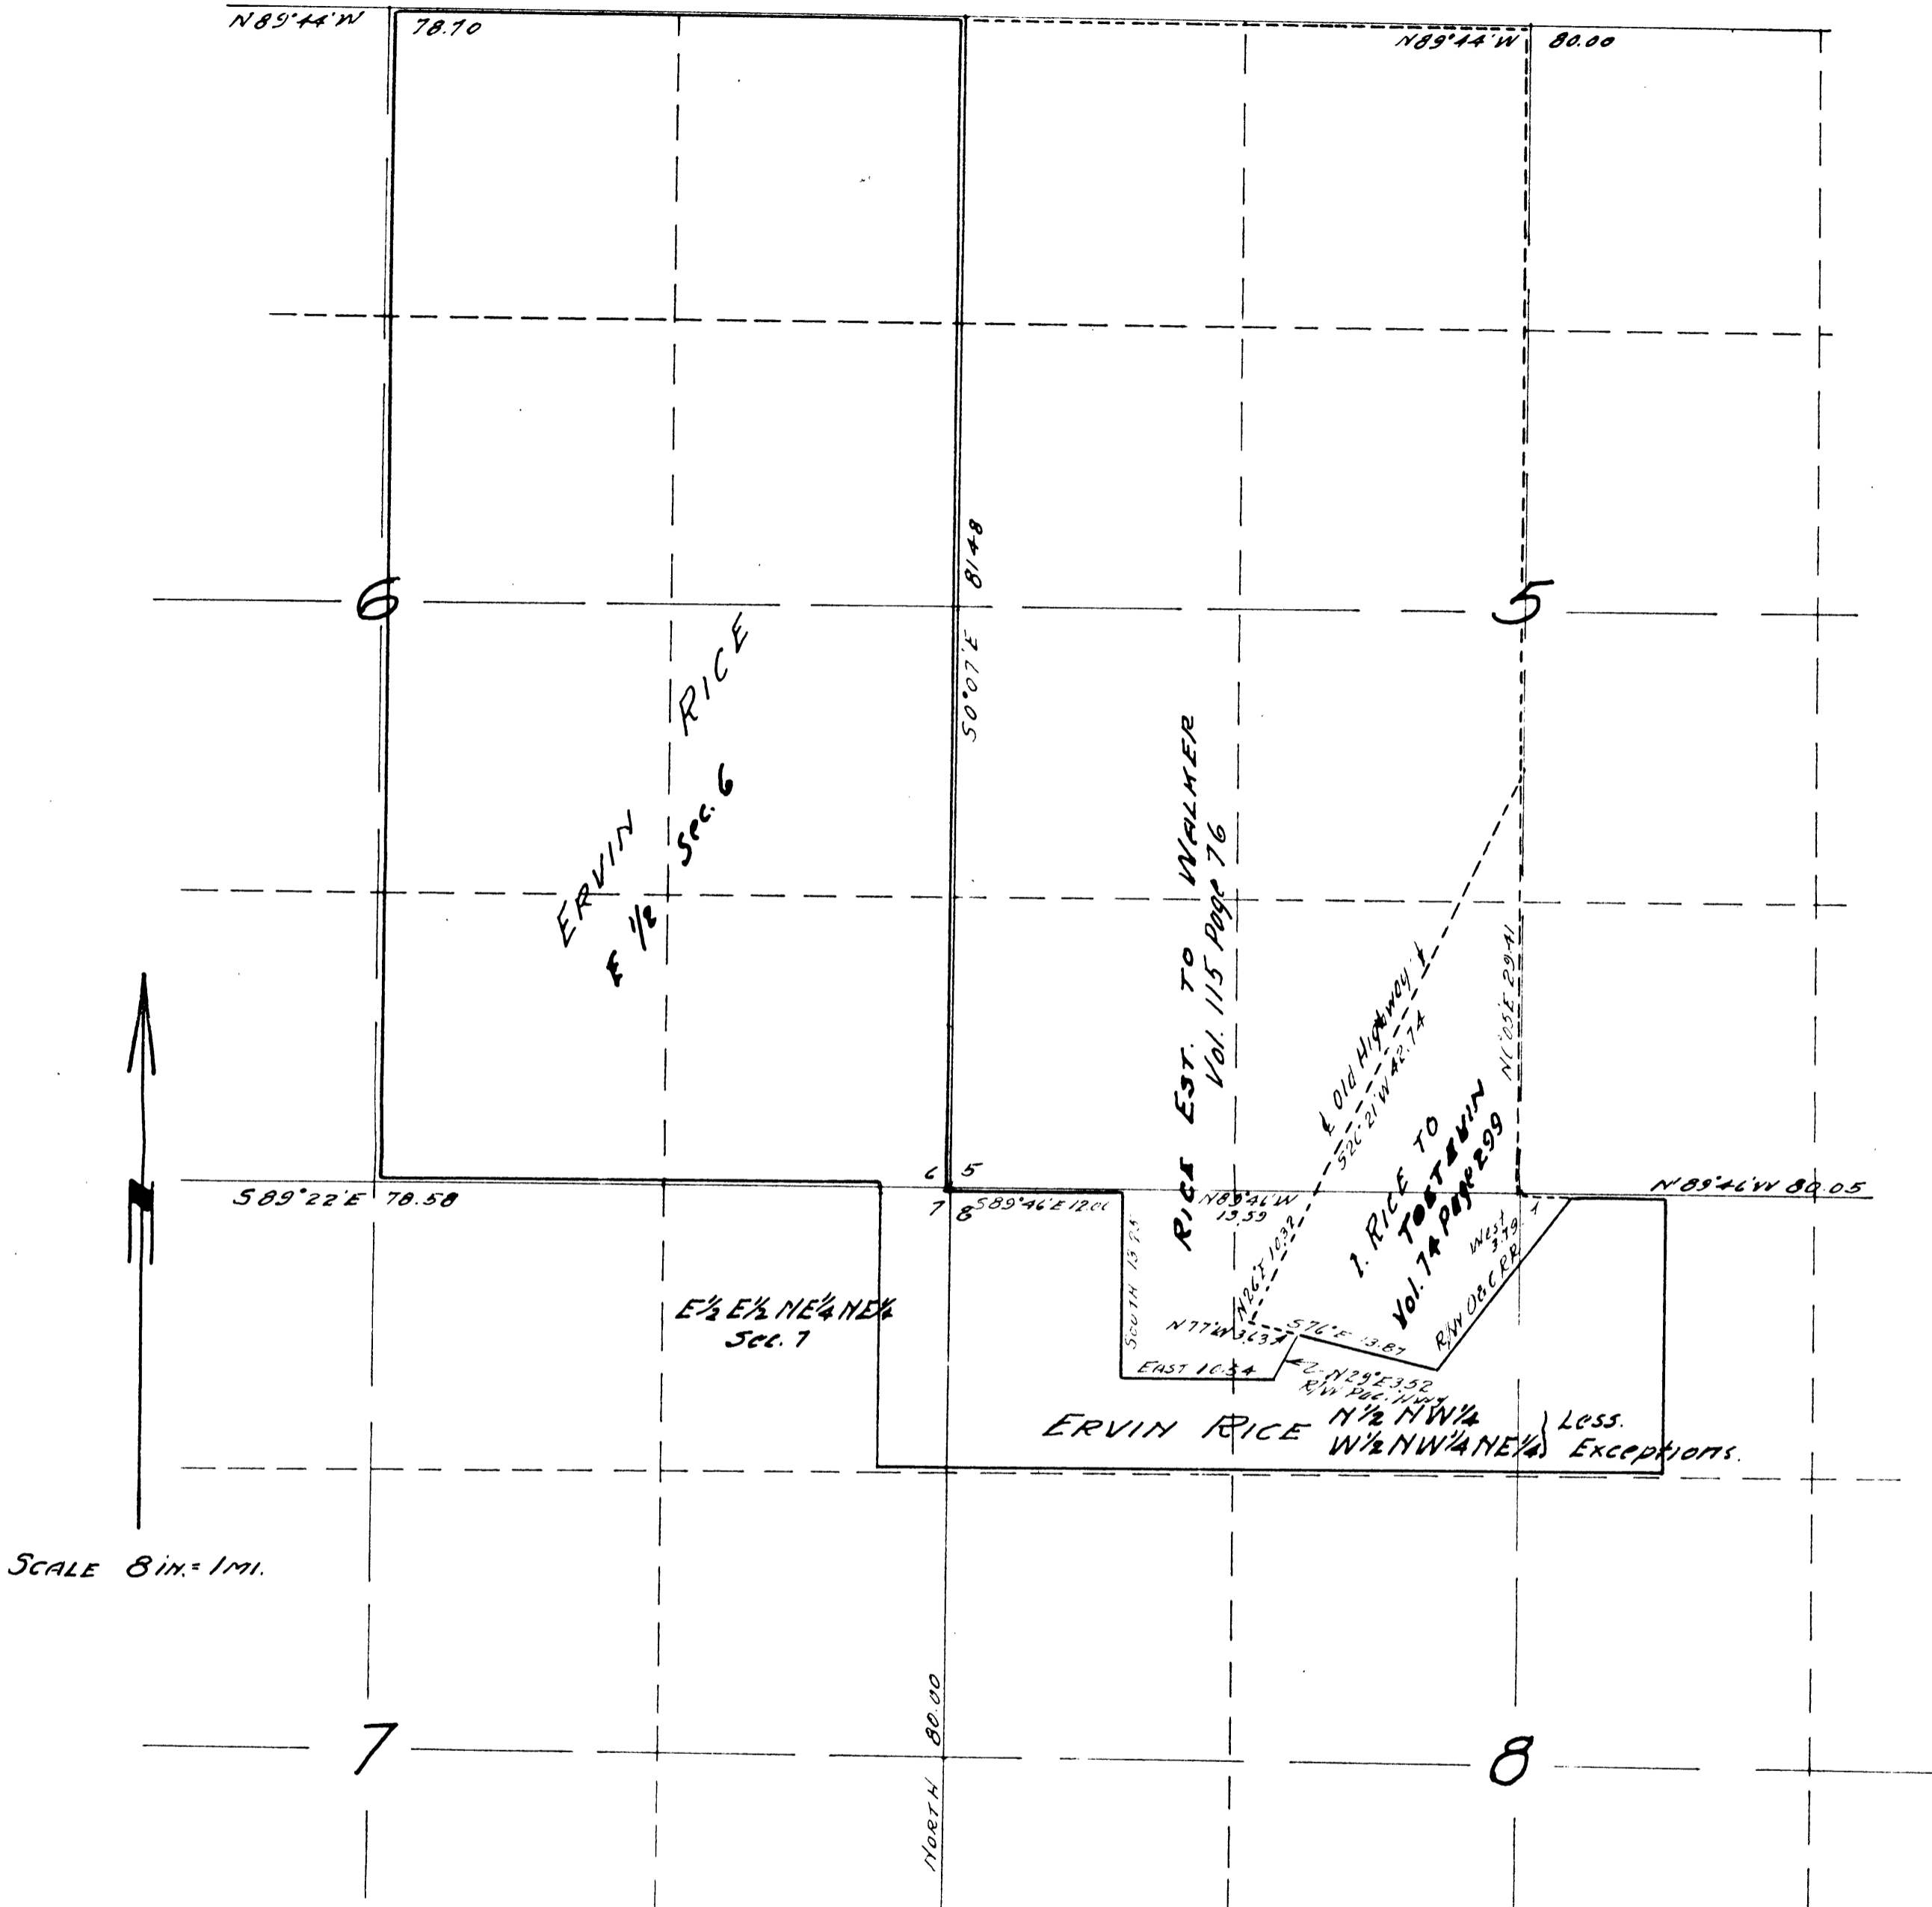 N89°44'W 78.70
N89°44'W 80.00
6
5
S0°07'E 81.48
ERVIN RICE
E 1/2 Sec. 6
RICE EST. TO WALKER
Vol. 115 Page 76
℄ Old Highway
S26°21'W 42.74
N0°05'E 29.41
I. RICE TO
Vol. 74 Page 299
6 5
7 8
S89°22'E 78.58
S89°46'E 12.00
N89°46'W
13.59
N89°46'W 80.05
SOUTH 13.25
N26°E 10.32
West
3.79
R/W O&C RR
E½ E½ NE¼ NE¼
Sec. 7
N77°W 3.63
S76°E 13.87
EAST 10.54
N29°E 3.52
R/W Pac. Hwy
ERVIN RICE
N½ NW¼
W½ NW¼ NE¼
Less.
Exceptions.
SCALE 8 IN. = 1 MI.
7
8
NORTH 80.00